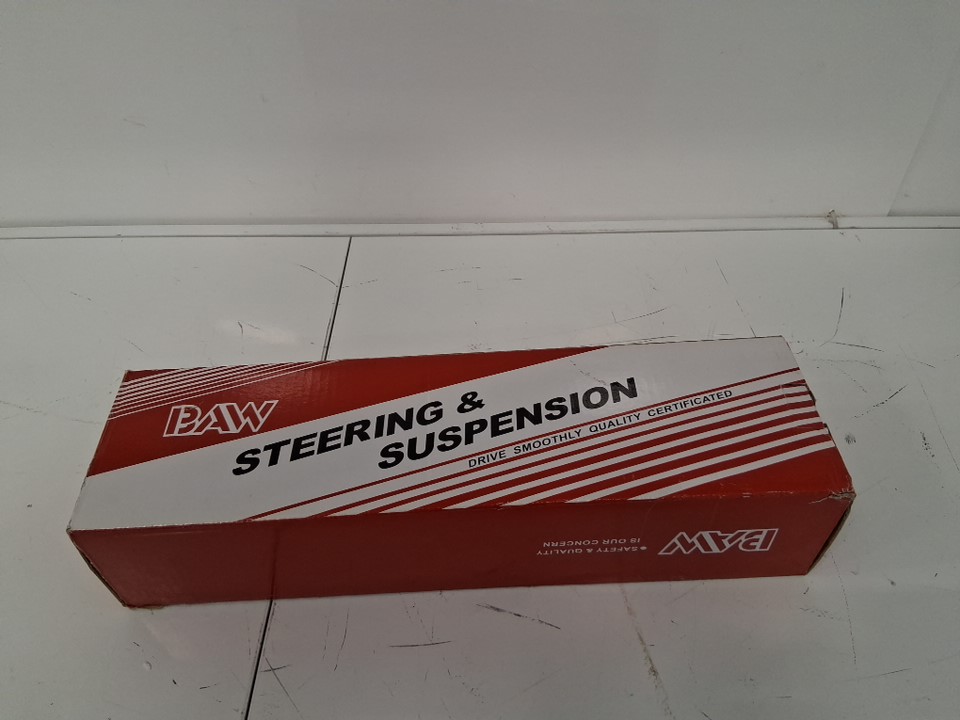 BAW
STEERING &
SUSPENSION
DRIVE SMOOTHLY QUALITY CERTIFICATED
BAW
● SAFETY & QUALITY
IS OUR CONCERN